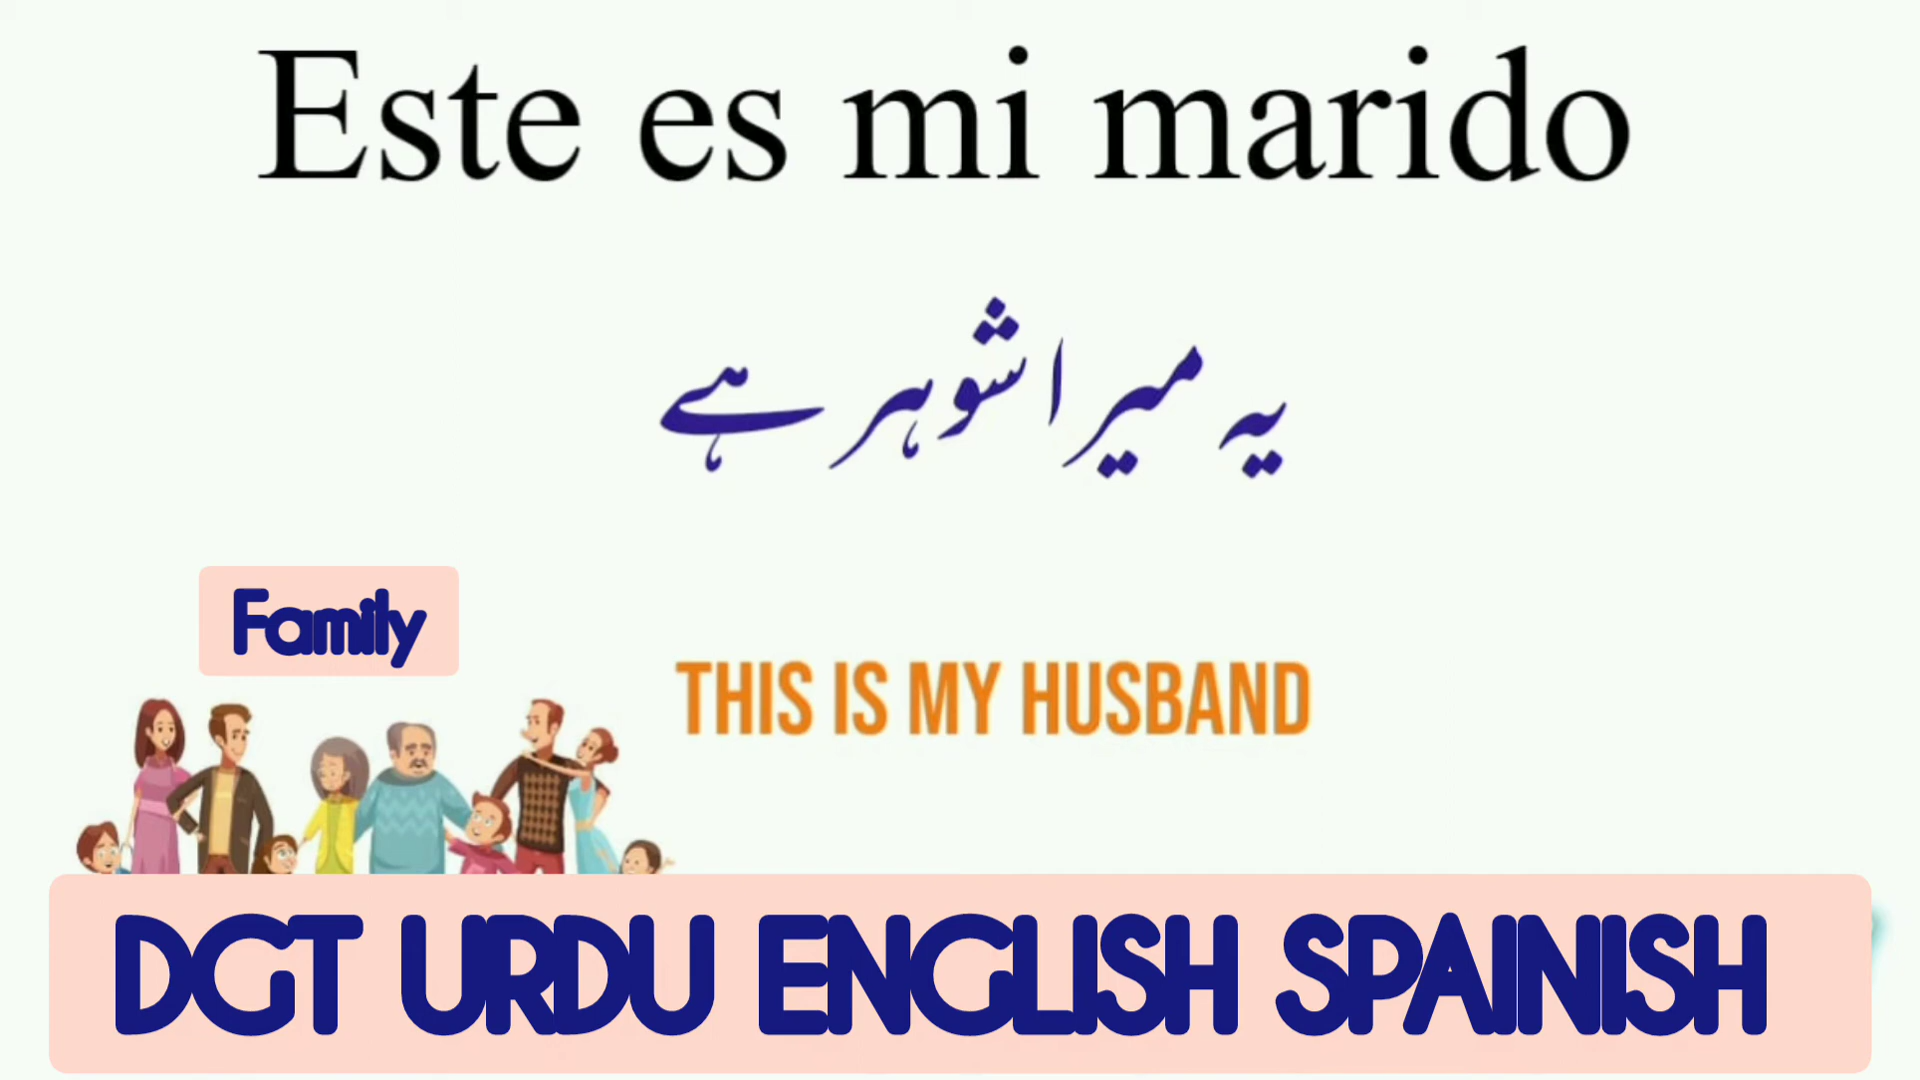 Este es mi marido
یہ میرا شوہر ہے
Family
THIS IS MY HUSBAND
DGT URDU ENGLISH SPAINISH